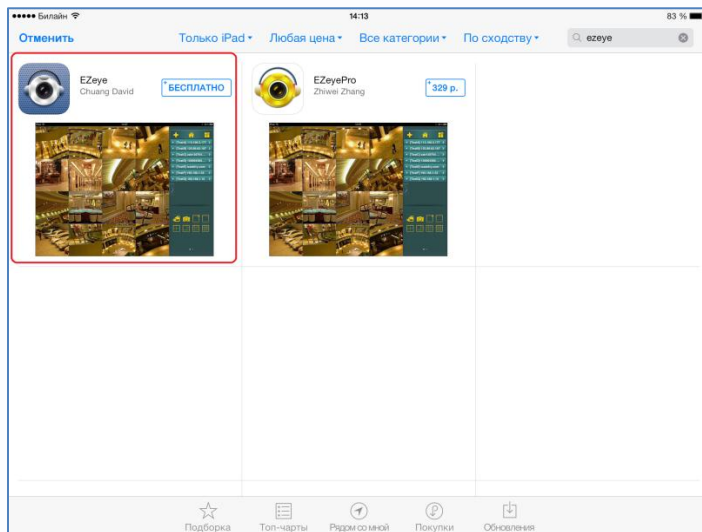 Билайн 14:13 83 %
Отменить Только iPad Любая цена Все категории По сходству ezeye
EZeye
Chuang David
+ БЕСПЛАТНО
EZeyePro
Zhiwei Zhang
+ 329 р.
Подборка Топ-чарты Рядом со мной Покупки Обновления